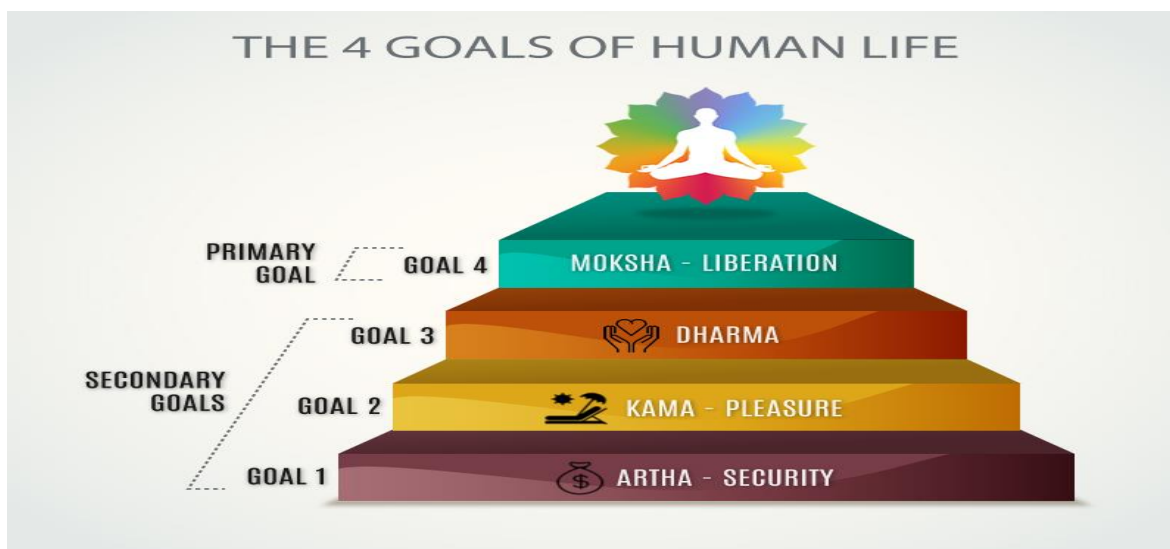 THE 4 GOALS OF HUMAN LIFE
PRIMARY
GOAL
GOAL 4
MOKSHA - LIBERATION
GOAL 3
DHARMA
SECONDARY
GOALS
GOAL 2
KAMA - PLEASURE
GOAL 1
$
ARTHA - SECURITY